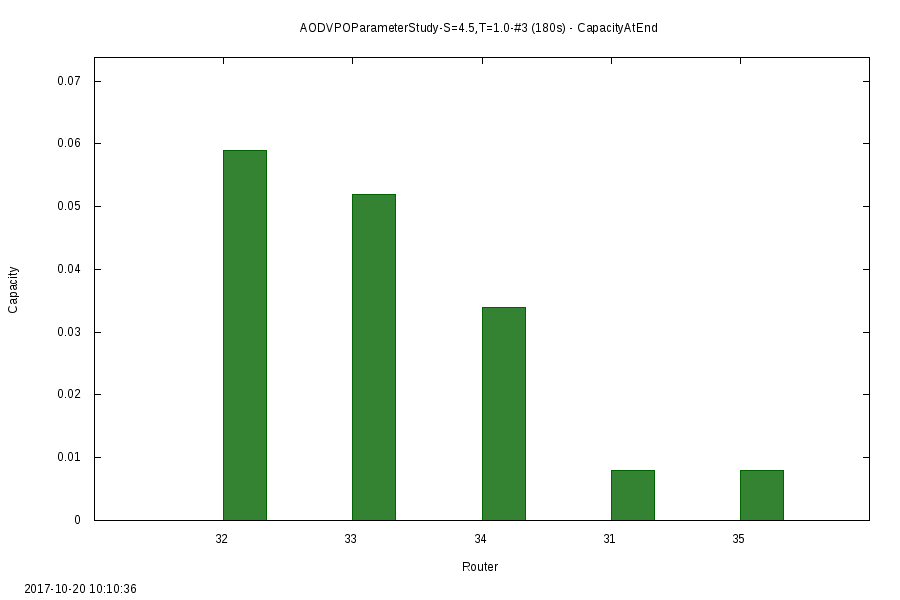 AODVPOParameterStudy-S=4.5,T=1.0-#3 (180s) - CapacityAtEnd
0.07
0.06
0.05
0.04
0.03
0.02
0.01
0
Capacity
32 33 34 31 35
Router
2017-10-20 10:10:36